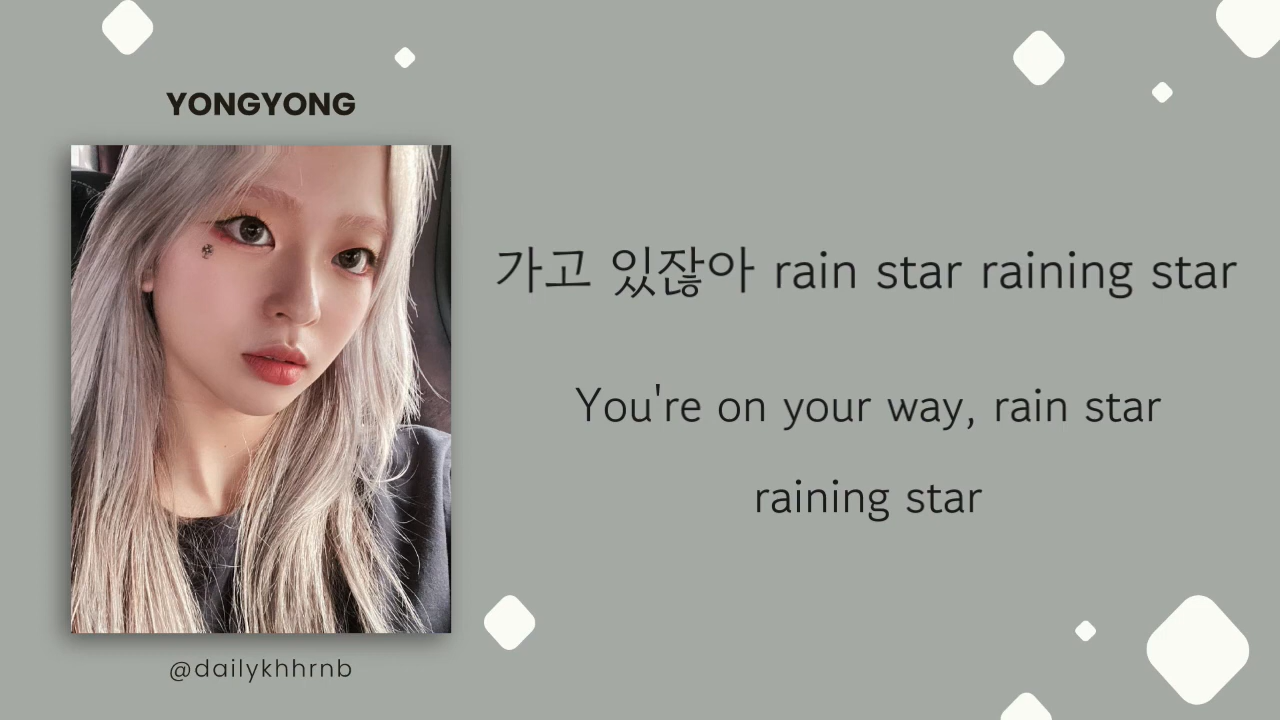 YONGYONG
가고 있잖아 rain star raining star
You're on your way, rain star
raining star
@dailykhhrnb